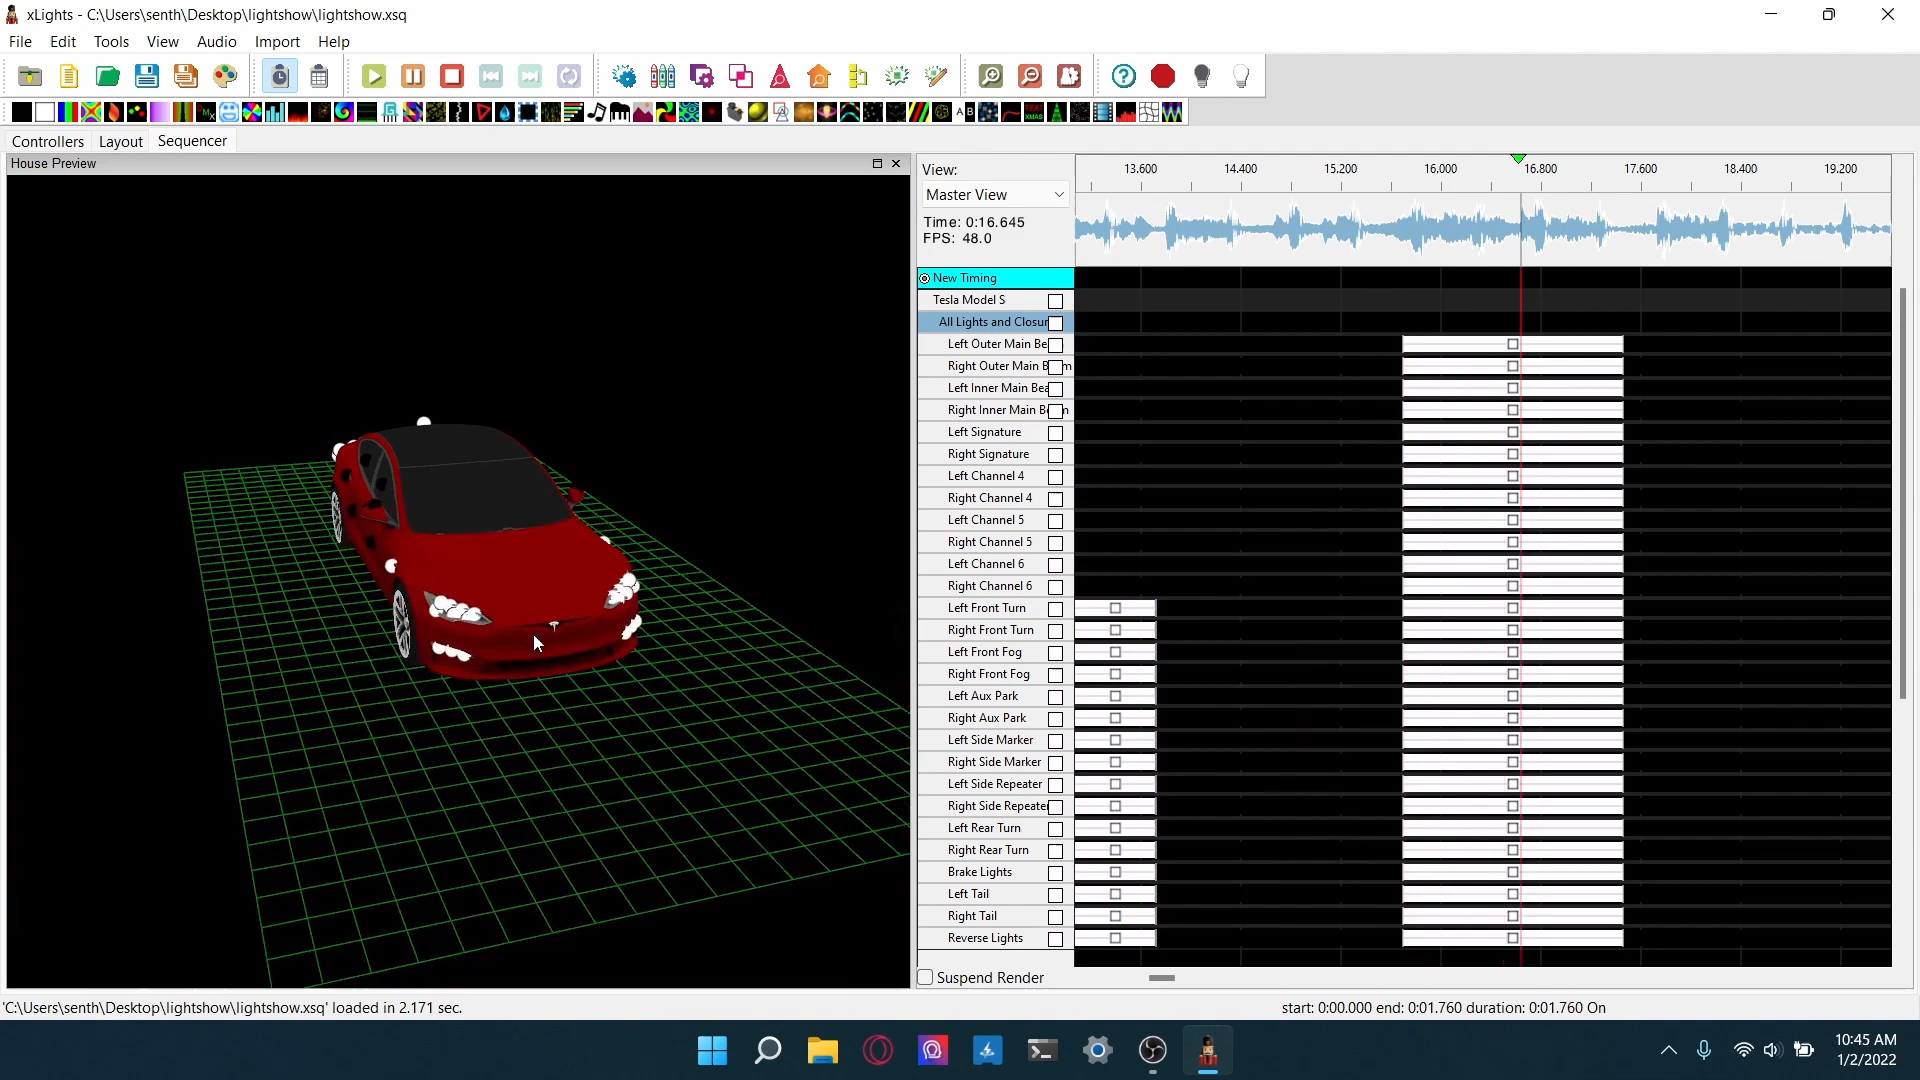 xLights - C:\Users\senth\Desktop\lightshow\lightshow.xsq
File Edit Tools View Audio Import Help
Controllers Layout Sequencer
House Preview
View:
Master View
Time: 0:16.645
FPS: 48.0
13.600 14.400 15.200 16.000 16.800 17.600 18.400 19.200
New Timing
Tesla Model S
All Lights and Closur
Left Outer Main Be
Right Outer Main B m
Left Inner Main Bea
Right Inner Main B m
Left Signature
Right Signature
Left Channel 4
Right Channel 4
Left Channel 5
Right Channel 5
Left Channel 6
Right Channel 6
Left Front Turn
Right Front Turn
Left Front Fog
Right Front Fog
Left Aux Park
Right Aux Park
Left Side Marker
Right Side Marker
Left Side Repeater
Right Side Repeater
Left Rear Turn
Right Rear Turn
Brake Lights
Left Tail
Right Tail
Reverse Lights
Suspend Render
'C:\Users\senth\Desktop\lightshow\lightshow.xsq' loaded in 2.171 sec.
start: 0:00.000 end: 0:01.760 duration: 0:01.760 On
10:45 AM
1/2/2022